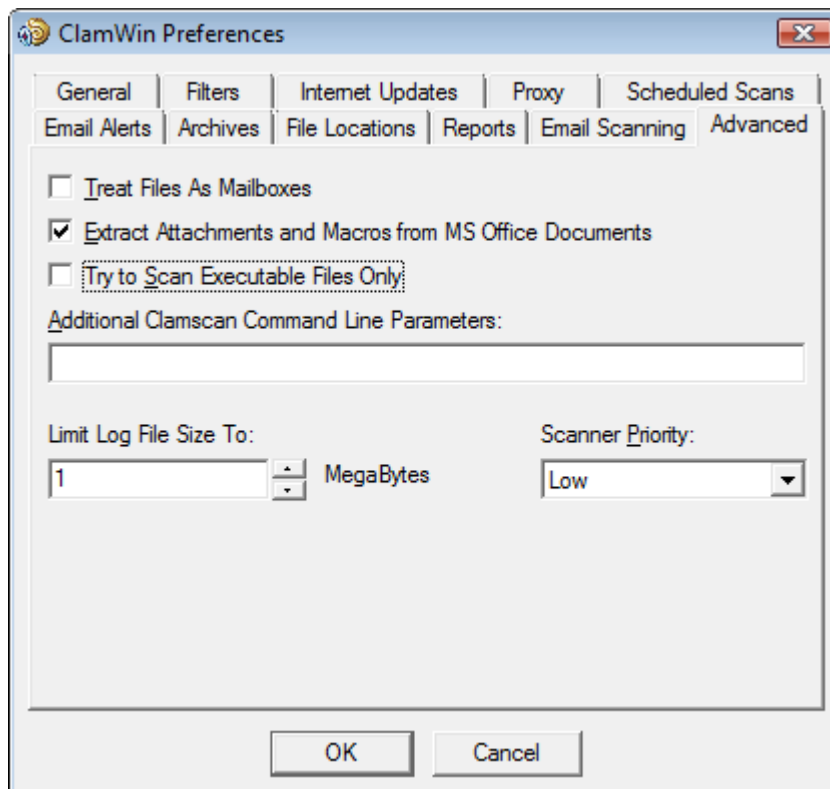 ClamWin Preferences
General Filters Internet Updates Proxy Scheduled Scans
Email Alerts Archives File Locations Reports Email Scanning Advanced
Treat Files As Mailboxes
Extract Attachments and Macros from MS Office Documents
Try to Scan Executable Files Only
Additional Clamscan Command Line Parameters:
Limit Log File Size To: Scanner Priority:
1 MegaBytes Low
OK Cancel